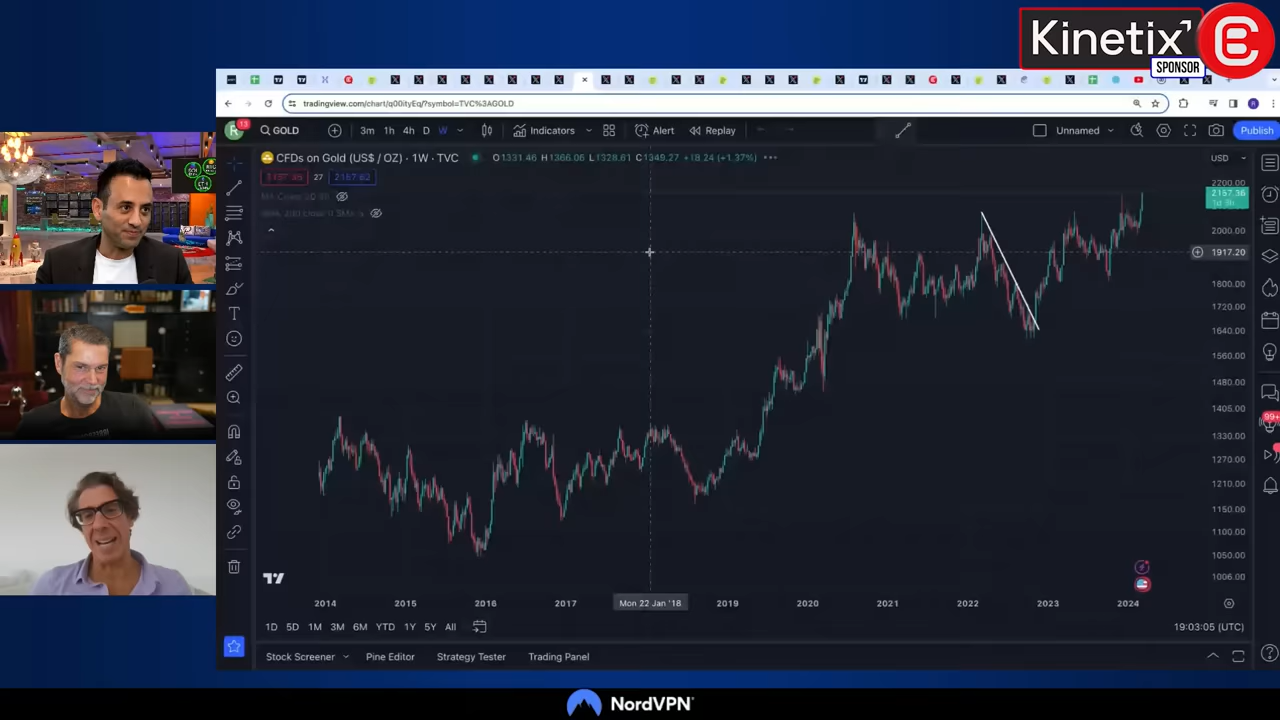 Kinetix
SPONSOR
tradingview.com/chart/q00ityEq/?symbol=TVC%3AGOLD
13
GOLD
3m 1h 4h D W
Indicators
Alert
Replay
Unnamed
Publish
CFDs on Gold (US$ / OZ) · 1W · TVC
O1331.46 H1366.06 L1328.61 C1349.27 +18.24 (+1.37%)
USD
27
2157.62
2200.00
2157.36
2000.00
1917.20
1800.00
1720.00
1640.00
1560.00
1480.00
1405.00
1330.00
1270.00
1210.00
1150.00
1100.00
1050.00
1006.00
99+
2014 2015 2016 2017 Mon 22 Jan '18 2019 2020 2021 2022 2023 2024
1D 5D 1M 3M 6M YTD 1Y 5Y All
19:03:05 (UTC)
Stock Screener Pine Editor Strategy Tester Trading Panel
NordVPN